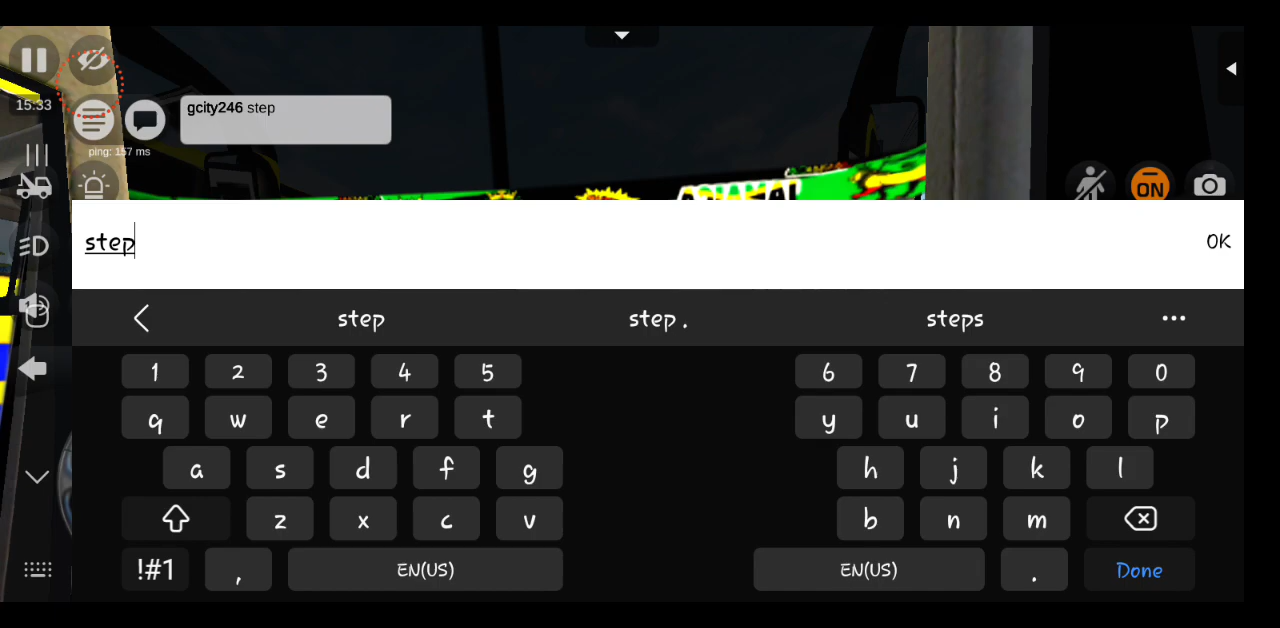 15:33
gcity246 step
ping: 157 ms
ON
step
OK
step
step.
steps
1 2 3 4 5 6 7 8 9 0
q w e r t y u i o p
a s d f g h j k l
z x c v b n m
!#1 , EN(US) EN(US) . Done